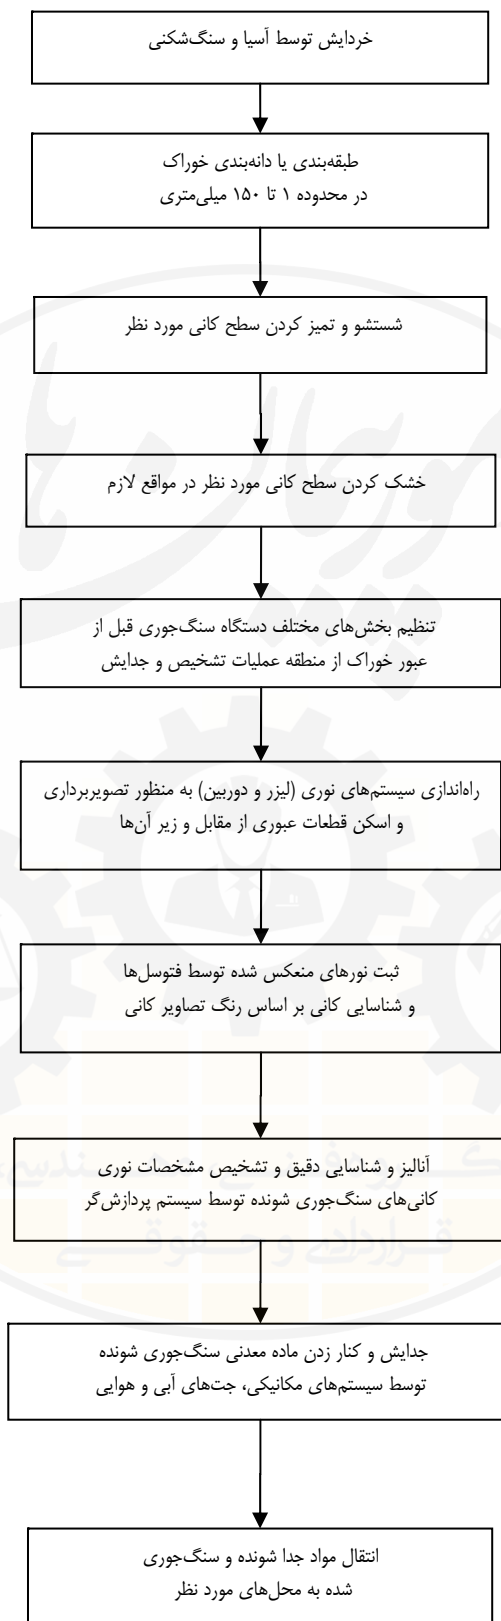 خردایش توسط آسیا و سنگ‌شکنی
طبقه‌بندی یا دانه‌بندی خوراک
در محدوده ۱ تا ۱۵۰ میلی‌متری
شستشو و تمیز کردن سطح کانی مورد نظر
خشک کردن سطح کانی مورد نظر در مواقع لازم
تنظیم بخش‌های مختلف دستگاه سنگ‌جوری قبل از
عبور خوراک از منطقه عملیات تشخیص و جدایش
راه‌اندازی سیستم‌های نوری (لیزر و دوربین) به منظور تصویربرداری
و اسکن قطعات عبوری از مقابل و زیر آن‌ها
ثبت نورهای منعکس شده توسط فتوسل‌ها
و شناسایی کانی بر اساس رنگ تصاویر کانی
آنالیز و شناسایی دقیق و تشخیص مشخصات نوری
کانی‌های سنگ‌جوری شونده توسط سیستم پردازش‌گر
قراردادی و حقوقی
جدایش و کنار زدن ماده معدنی سنگ‌جوری شونده
توسط سیستم‌های مکانیکی، جت‌های آبی و هوایی
انتقال مواد جدا شونده و سنگ‌جوری
شده به محل‌های مورد نظر